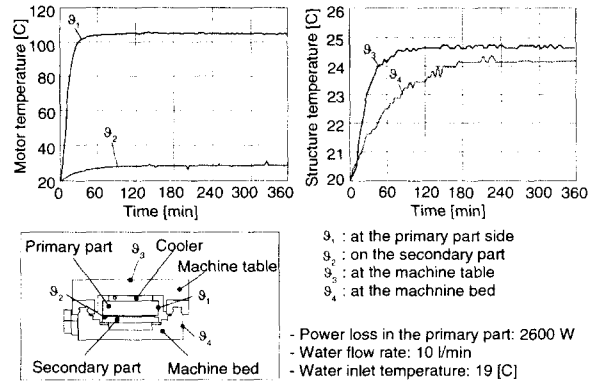 Motor temperature [C]
120
100
80
60
40
20
ϑ₁
ϑ₂
0 60 120 180 240 300 360
Time [min]
Structure temperature [C]
26
25
24
23
22
21
20
ϑ₃
ϑ₄
0 60 120 180 240 300 360
Time [min]
Primary part ϑ₃ Cooler
Machine table
ϑ₂ ϑ₁
ϑ₄
Secondary part Machine bed
ϑ₁ : at the primary part side
ϑ₂ : on the secondary part
ϑ₃ : at the machine table
ϑ₄ : at the machnine bed
- Power loss in the primary part: 2600 W
- Water flow rate: 10 l/min
- Water inlet temperature: 19 [C]